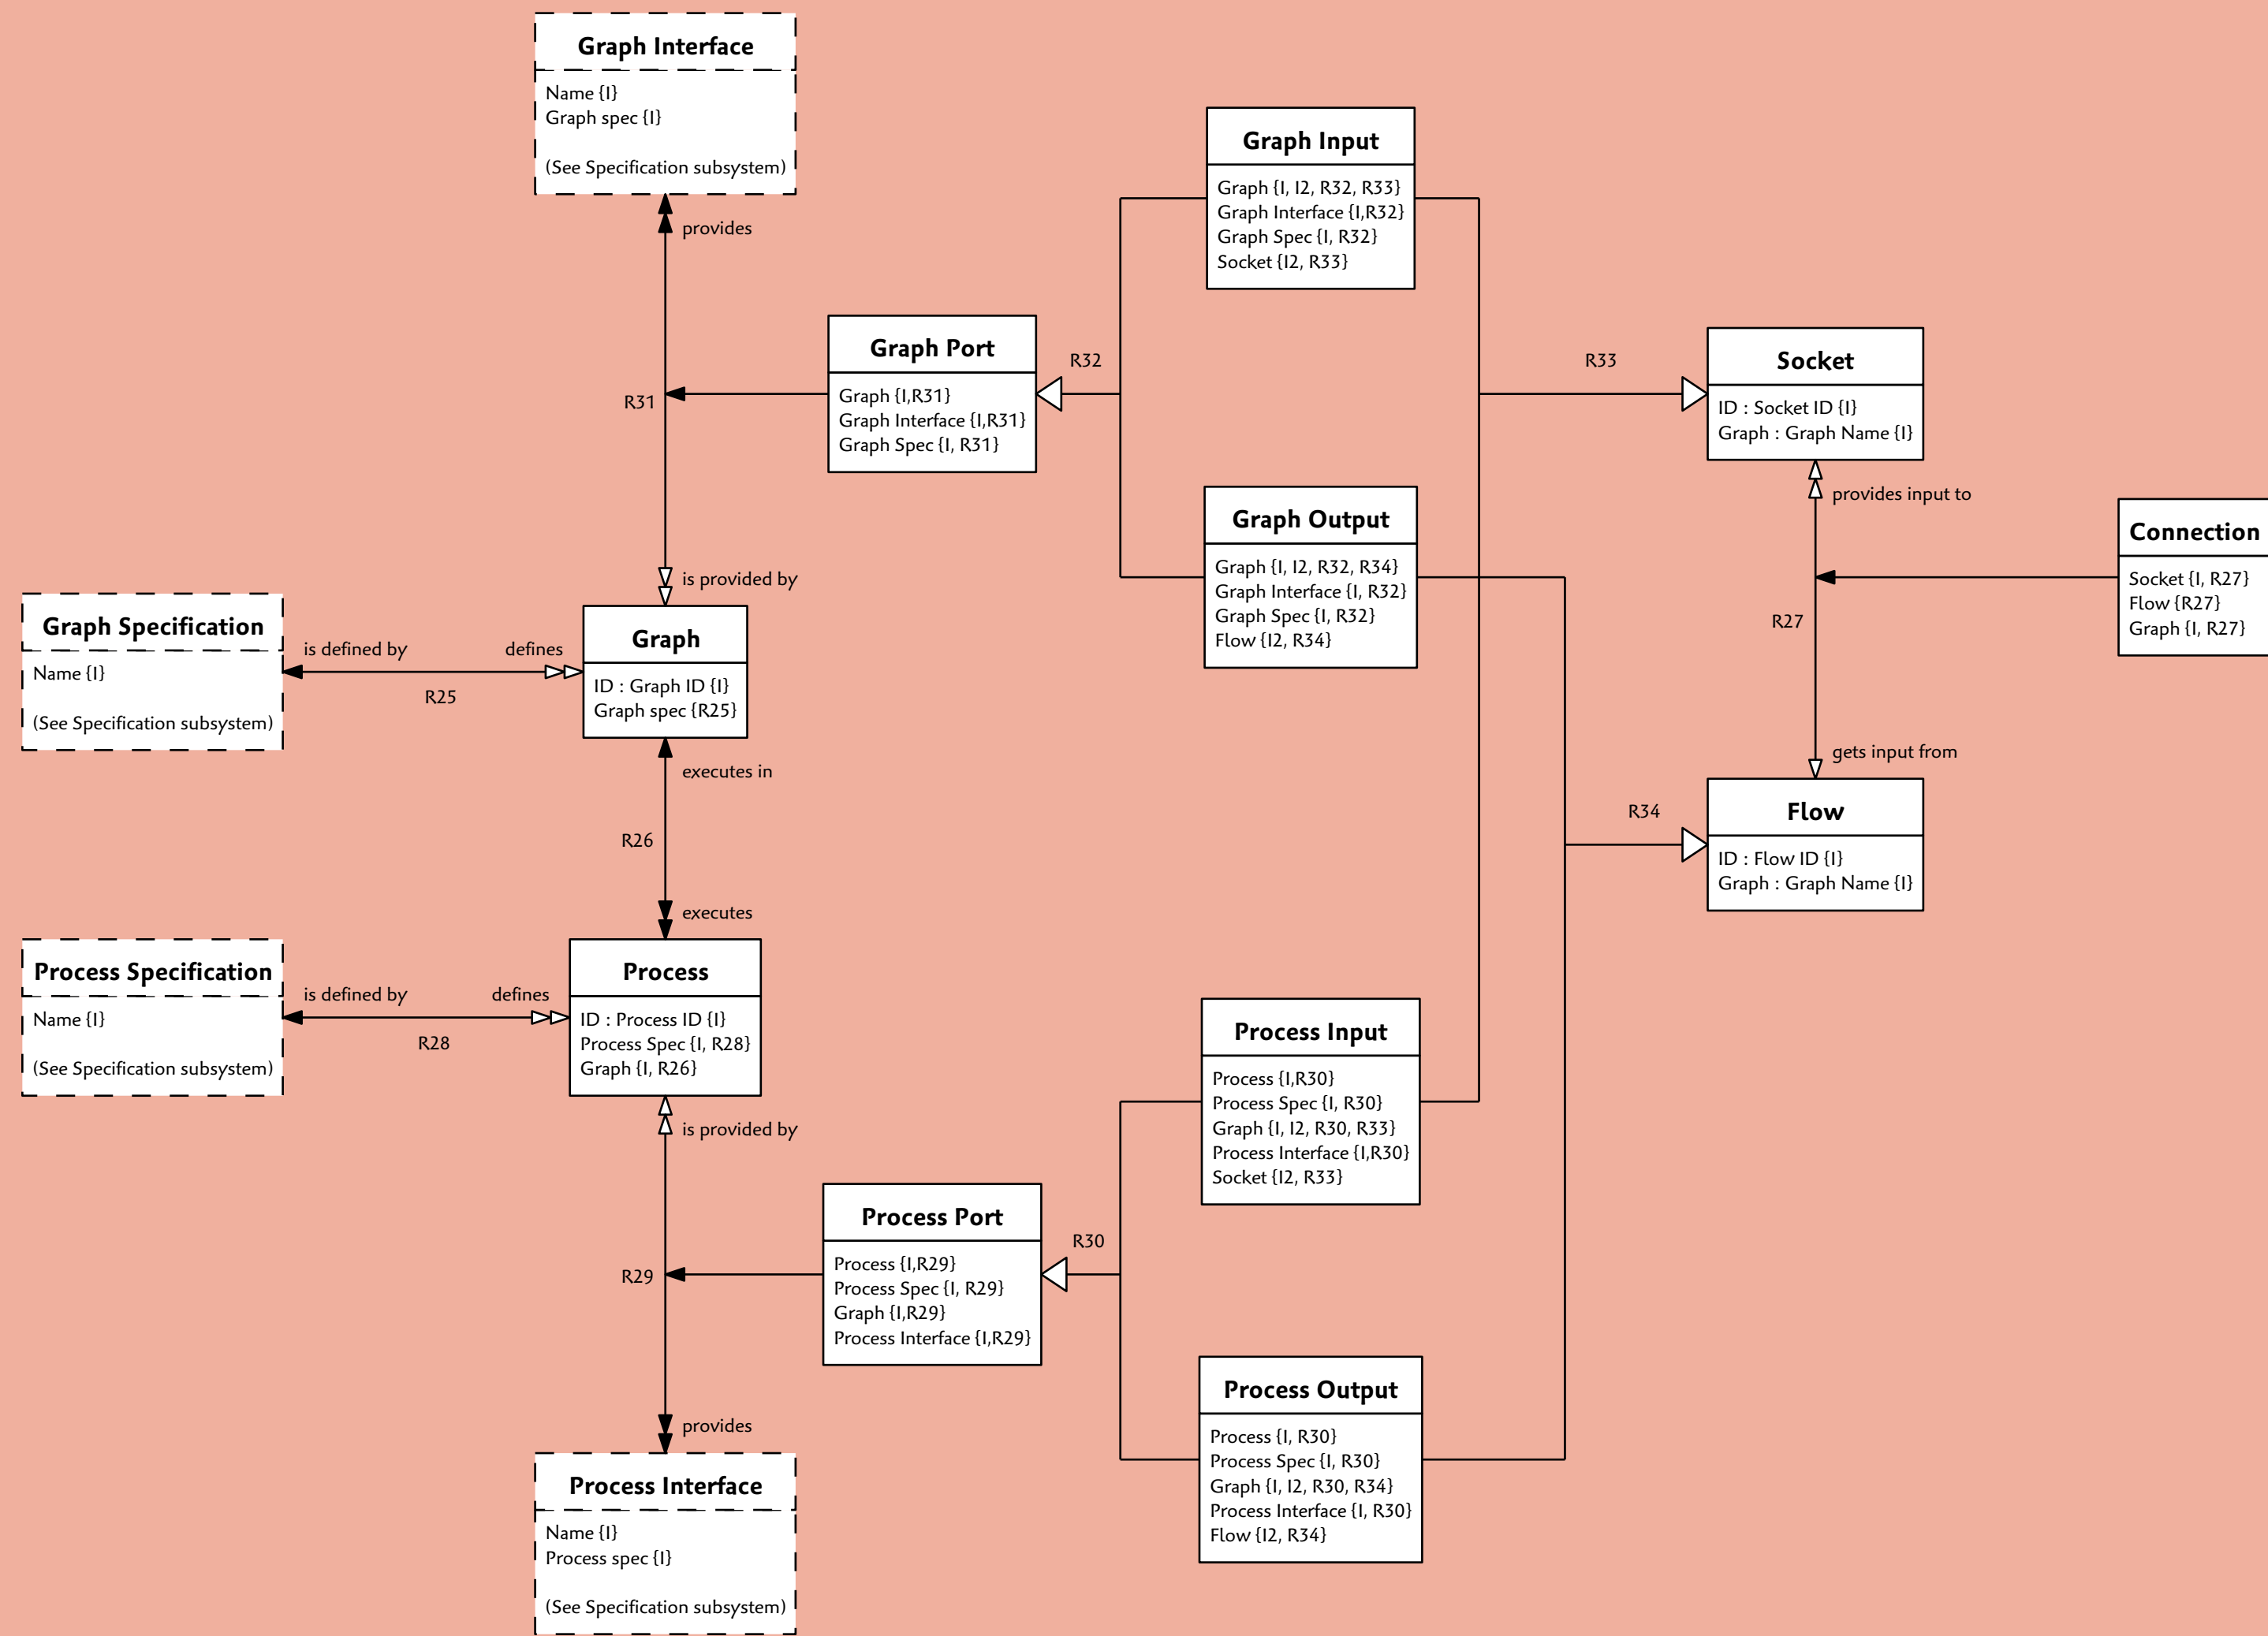 Graph Interface
Name {I}
Graph spec {I}
(See Specification subsystem)
provides
R31
is provided by
Graph Port
Graph {I,R31}
Graph Interface {I,R31}
Graph Spec {I, R31}
R32
Graph Input
Graph {I, I2, R32, R33}
Graph Interface {I,R32}
Graph Spec {I, R32}
Socket {I2, R33}
Graph Output
Graph {I, I2, R32, R34}
Graph Interface {I, R32}
Graph Spec {I, R32}
Flow {I2, R34}
R33
Socket
ID : Socket ID {I}
Graph : Graph Name {I}
provides input to
R27
gets input from
Connection
Socket {I, R27}
Flow {R27}
Graph {I, R27}
R34
Flow
ID : Flow ID {I}
Graph : Graph Name {I}
Graph Specification
Name {I}
(See Specification subsystem)
is defined by
defines
R25
Graph
ID : Graph ID {I}
Graph spec {R25}
executes in
R26
executes
Process Specification
Name {I}
(See Specification subsystem)
is defined by
defines
R28
Process
ID : Process ID {I}
Process Spec {I, R28}
Graph {I, R26}
is provided by
R29
provides
Process Port
Process {I,R29}
Process Spec {I, R29}
Graph {I,R29}
Process Interface {I,R29}
R30
Process Input
Process {I,R30}
Process Spec {I, R30}
Graph {I, I2, R30, R33}
Process Interface {I,R30}
Socket {I2, R33}
Process Output
Process {I, R30}
Process Spec {I, R30}
Graph {I, I2, R30, R34}
Process Interface {I, R30}
Flow {I2, R34}
Process Interface
Name {I}
Process spec {I}
(See Specification subsystem)